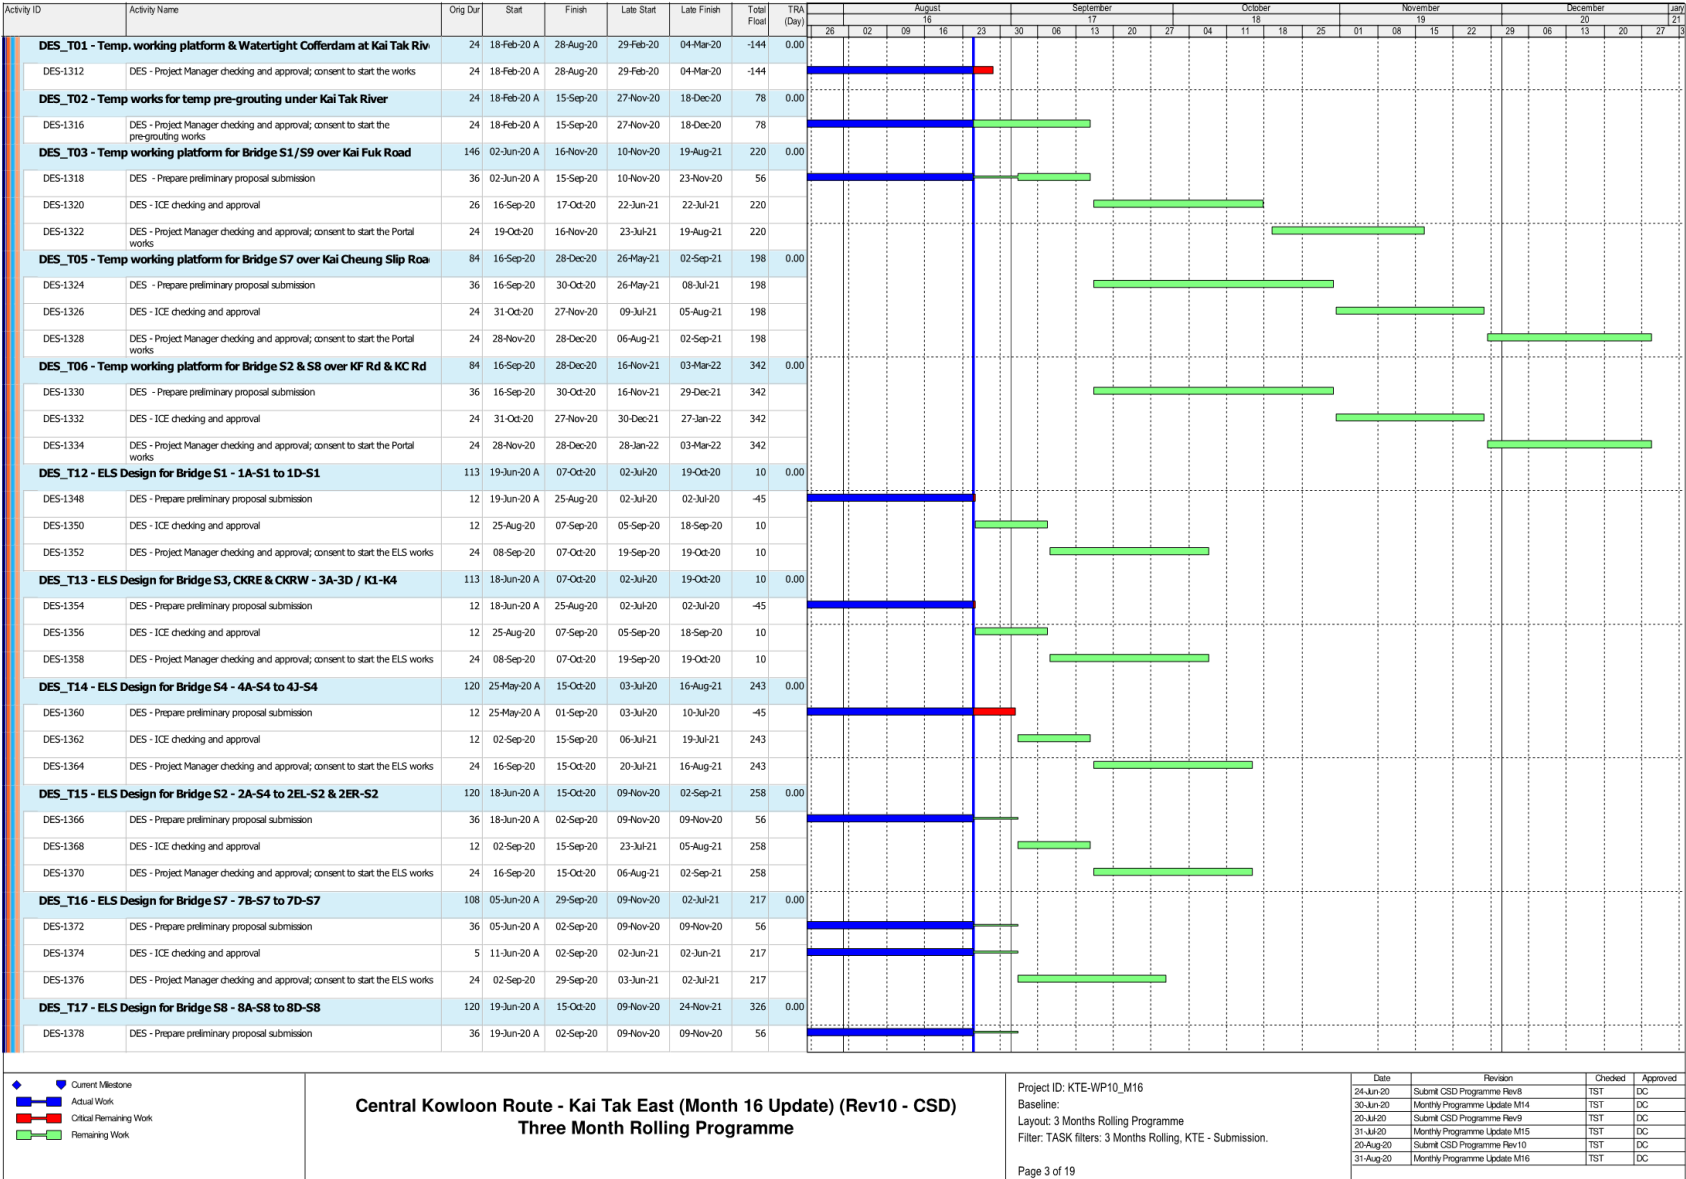 Activity ID Activity Name Orig Dur Start Finish Late Start Late Finish Total Float TRA (Day)
August September October November December uary
16 17 18 19 20 21
26 02 09 16 23 30 06 13 20 27 04 11 18 25 01 08 15 22 29 06 13 20 27 3
DES_T01 - Temp. working platform & Watertight Cofferdam at Kai Tak Riv 24 18-Feb-20 A 28-Aug-20 29-Feb-20 04-Mar-20 -144 0.00
DES-1312 DES - Project Manager checking and approval; consent to start the works 24 18-Feb-20 A 28-Aug-20 29-Feb-20 04-Mar-20 -144
DES_T02 - Temp works for temp pre-grouting under Kai Tak River 24 18-Feb-20 A 15-Sep-20 27-Nov-20 18-Dec-20 78 0.00
DES-1316 DES - Project Manager checking and approval; consent to start the 24 18-Feb-20 A 15-Sep-20 27-Nov-20 18-Dec-20 78
pre-grouting works
DES_T03 - Temp working platform for Bridge S1/S9 over Kai Fuk Road 146 02-Jun-20 A 16-Nov-20 10-Nov-20 19-Aug-21 220 0.00
DES-1318 DES - Prepare preliminary proposal submission 36 02-Jun-20 A 15-Sep-20 10-Nov-20 23-Nov-20 56
DES-1320 DES - ICE checking and approval 26 16-Sep-20 17-Oct-20 22-Jun-21 22-Jul-21 220
DES-1322 DES - Project Manager checking and approval; consent to start the Portal 24 19-Oct-20 16-Nov-20 23-Jul-21 19-Aug-21 220
works
DES_T05 - Temp working platform for Bridge S7 over Kai Cheung Slip Roa 84 16-Sep-20 28-Dec-20 26-May-21 02-Sep-21 198 0.00
DES-1324 DES - Prepare preliminary proposal submission 36 16-Sep-20 30-Oct-20 26-May-21 08-Jul-21 198
DES-1326 DES - ICE checking and approval 24 31-Oct-20 27-Nov-20 09-Jul-21 05-Aug-21 198
DES-1328 DES - Project Manager checking and approval; consent to start the Portal 24 28-Nov-20 28-Dec-20 06-Aug-21 02-Sep-21 198
works
DES_T06 - Temp working platform for Bridge S2 & S8 over KF Rd & KC Rd 84 16-Sep-20 28-Dec-20 16-Nov-21 03-Mar-22 342 0.00
DES-1330 DES - Prepare preliminary proposal submission 36 16-Sep-20 30-Oct-20 16-Nov-21 29-Dec-21 342
DES-1332 DES - ICE checking and approval 24 31-Oct-20 27-Nov-20 30-Dec-21 27-Jan-22 342
DES-1334 DES - Project Manager checking and approval; consent to start the Portal 24 28-Nov-20 28-Dec-20 28-Jan-22 03-Mar-22 342
works
DES_T12 - ELS Design for Bridge S1 - 1A-S1 to 1D-S1 113 19-Jun-20 A 07-Oct-20 02-Jul-20 19-Oct-20 10 0.00
DES-1348 DES - Prepare preliminary proposal submission 12 19-Jun-20 A 25-Aug-20 02-Jul-20 02-Jul-20 -45
DES-1350 DES - ICE checking and approval 12 25-Aug-20 07-Sep-20 05-Sep-20 18-Sep-20 10
DES-1352 DES - Project Manager checking and approval; consent to start the ELS works 24 08-Sep-20 07-Oct-20 19-Sep-20 19-Oct-20 10
DES_T13 - ELS Design for Bridge S3, CKRE & CKRW - 3A-3D / K1-K4 113 18-Jun-20 A 07-Oct-20 02-Jul-20 19-Oct-20 10 0.00
DES-1354 DES - Prepare preliminary proposal submission 12 18-Jun-20 A 25-Aug-20 02-Jul-20 02-Jul-20 -45
DES-1356 DES - ICE checking and approval 12 25-Aug-20 07-Sep-20 05-Sep-20 18-Sep-20 10
DES-1358 DES - Project Manager checking and approval; consent to start the ELS works 24 08-Sep-20 07-Oct-20 19-Sep-20 19-Oct-20 10
DES_T14 - ELS Design for Bridge S4 - 4A-S4 to 4J-S4 120 25-May-20 A 15-Oct-20 03-Jul-20 16-Aug-21 243 0.00
DES-1360 DES - Prepare preliminary proposal submission 12 25-May-20 A 01-Sep-20 03-Jul-20 10-Jul-20 -45
DES-1362 DES - ICE checking and approval 12 02-Sep-20 15-Sep-20 06-Jul-21 19-Jul-21 243
DES-1364 DES - Project Manager checking and approval; consent to start the ELS works 24 16-Sep-20 15-Oct-20 20-Jul-21 16-Aug-21 243
DES_T15 - ELS Design for Bridge S2 - 2A-S4 to 2EL-S2 & 2ER-S2 120 18-Jun-20 A 15-Oct-20 09-Nov-20 02-Sep-21 258 0.00
DES-1366 DES - Prepare preliminary proposal submission 36 18-Jun-20 A 02-Sep-20 09-Nov-20 09-Nov-20 56
DES-1368 DES - ICE checking and approval 12 02-Sep-20 15-Sep-20 23-Jul-21 05-Aug-21 258
DES-1370 DES - Project Manager checking and approval; consent to start the ELS works 24 16-Sep-20 15-Oct-20 06-Aug-21 02-Sep-21 258
DES_T16 - ELS Design for Bridge S7 - 7B-S7 to 7D-S7 108 05-Jun-20 A 29-Sep-20 09-Nov-20 02-Jul-21 217 0.00
DES-1372 DES - Prepare preliminary proposal submission 36 05-Jun-20 A 02-Sep-20 09-Nov-20 09-Nov-20 56
DES-1374 DES - ICE checking and approval 5 11-Jun-20 A 02-Sep-20 02-Jun-21 02-Jun-21 217
DES-1376 DES - Project Manager checking and approval; consent to start the ELS works 24 02-Sep-20 29-Sep-20 03-Jun-21 02-Jul-21 217
DES_T17 - ELS Design for Bridge S8 - 8A-S8 to 8D-S8 120 19-Jun-20 A 15-Oct-20 09-Nov-20 24-Nov-21 326 0.00
DES-1378 DES - Prepare preliminary proposal submission 36 19-Jun-20 A 02-Sep-20 09-Nov-20 09-Nov-20 56
Current Milestone
Actual Work
Critical Remaining Work
Remaining Work
Central Kowloon Route - Kai Tak East (Month 16 Update) (Rev10 - CSD)
Three Month Rolling Programme
Project ID: KTE-WP10_M16
Baseline:
Layout: 3 Months Rolling Programme
Filter: TASK filters: 3 Months Rolling, KTE - Submission.
Page 3 of 19
Date Revision Checked Approved
24-Jun-20 Submit CSD Programme Rev8 TST DC
30-Jun-20 Monthly Programme Update M14 TST DC
20-Jul-20 Submit CSD Programme Rev9 TST DC
31-Jul-20 Monthly Programme Update M15 TST DC
20-Aug-20 Submit CSD Programme Rev10 TST DC
31-Aug-20 Monthly Programme Update M16 TST DC